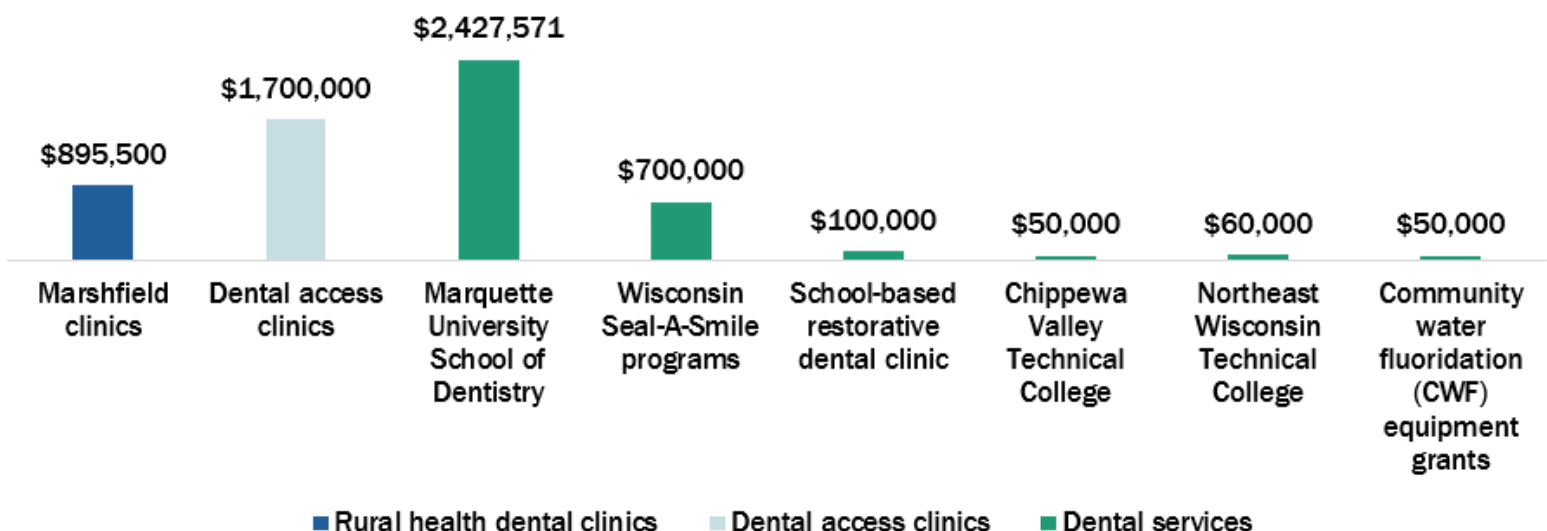 $2,427,571
$1,700,000
$895,500
$700,000
$100,000
$50,000
$60,000
$50,000
Marshfield
clinics
Dental access
clinics
Marquette
University
School of
Dentistry
Wisconsin
Seal-A-Smile
programs
School-based
restorative
dental clinic
Chippewa
Valley
Technical
College
Northeast
Wisconsin
Technical
College
Community
water
fluoridation
(CWF)
equipment
grants
Rural health dental clinics
Dental access clinics
Dental services